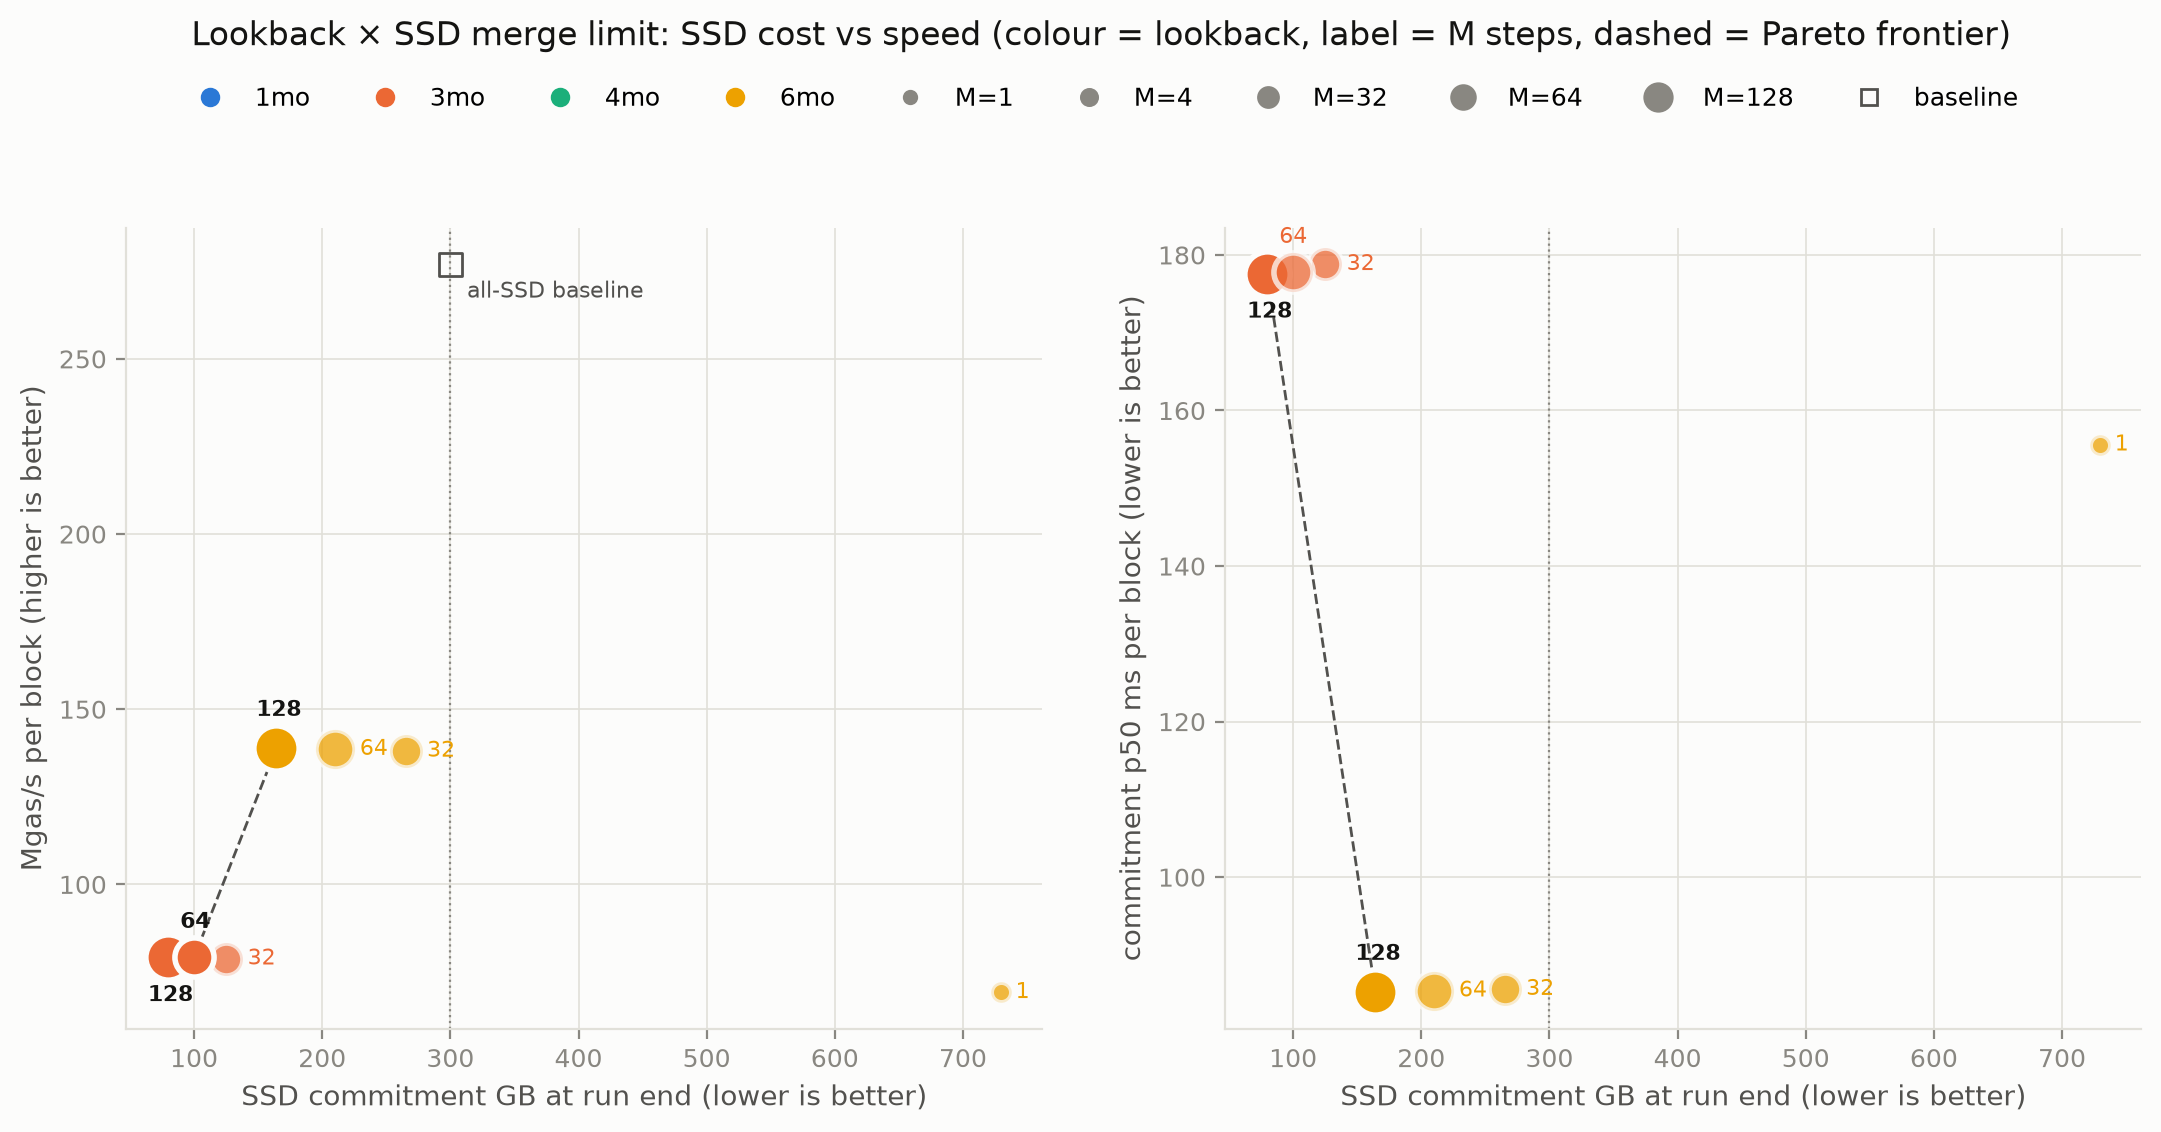 Lookback × SSD merge limit: SSD cost vs speed (colour = lookback, label = M steps, dashed = Pareto frontier)
1mo 3mo 4mo 6mo M=1 M=4 M=32 M=64 M=128 baseline
Mgas/s per block (higher is better)
250
200
150
100
all-SSD baseline
128
64
32
64
32
128
1
100 200 300 400 500 600 700
SSD commitment GB at run end (lower is better)
commitment p50 ms per block (lower is better)
180
160
140
120
100
64
32
128
1
128
64
32
100 200 300 400 500 600 700
SSD commitment GB at run end (lower is better)